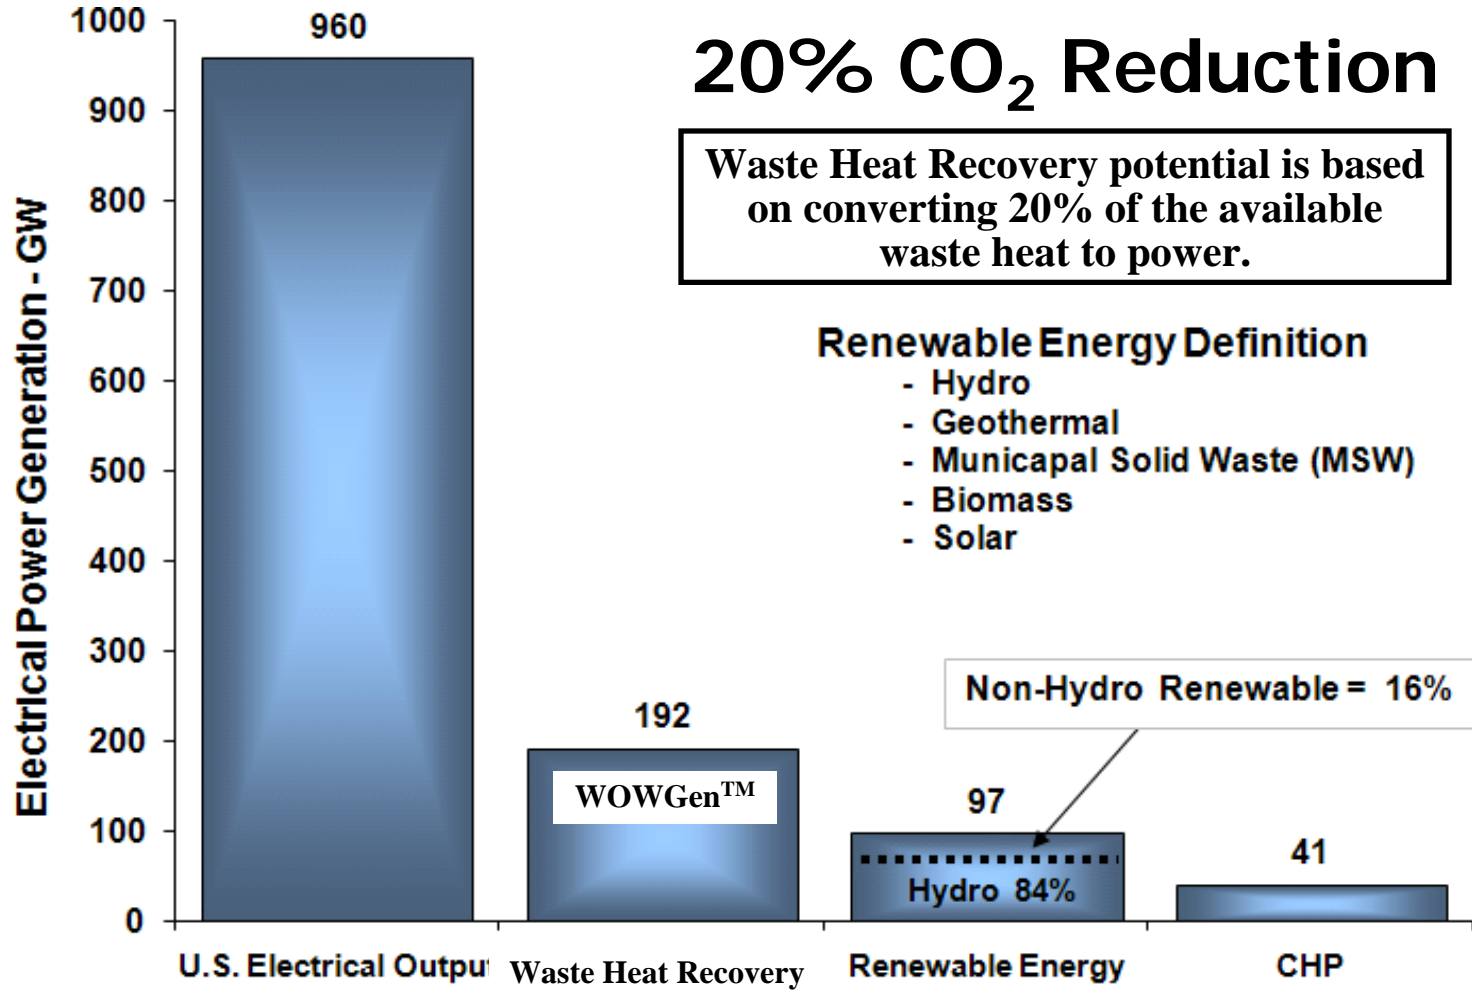 20% CO₂ Reduction
Waste Heat Recovery potential is based
on converting 20% of the available
waste heat to power.
Renewable Energy Definition
- Hydro
- Geothermal
- Municapal Solid Waste (MSW)
- Biomass
- Solar
Electrical Power Generation - GW
1000
900
800
700
600
500
400
300
200
100
0
960
192
WOWGen™
97
Non-Hydro Renewable = 16%
Hydro 84%
41
U.S. Electrical Output
Waste Heat Recovery
Renewable Energy
CHP